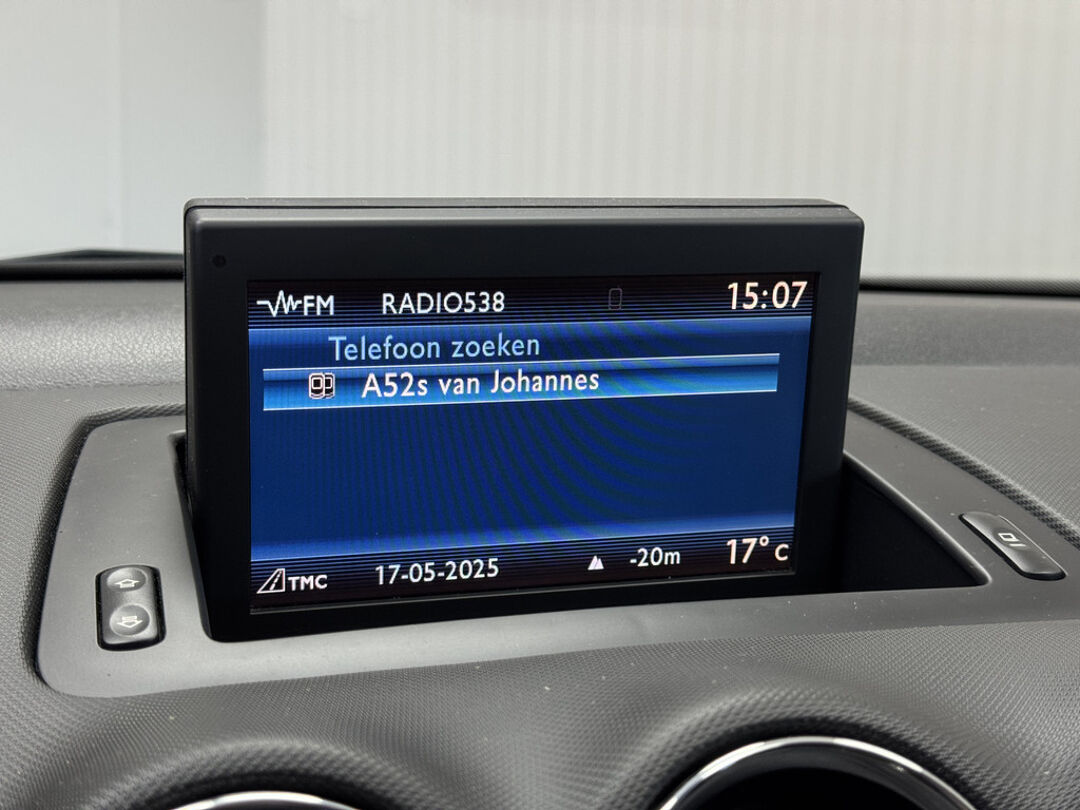 FM RADIO538 15:07
Telefoon zoeken
A52s van Johannes
TMC 17-05-2025 -20m 17° C